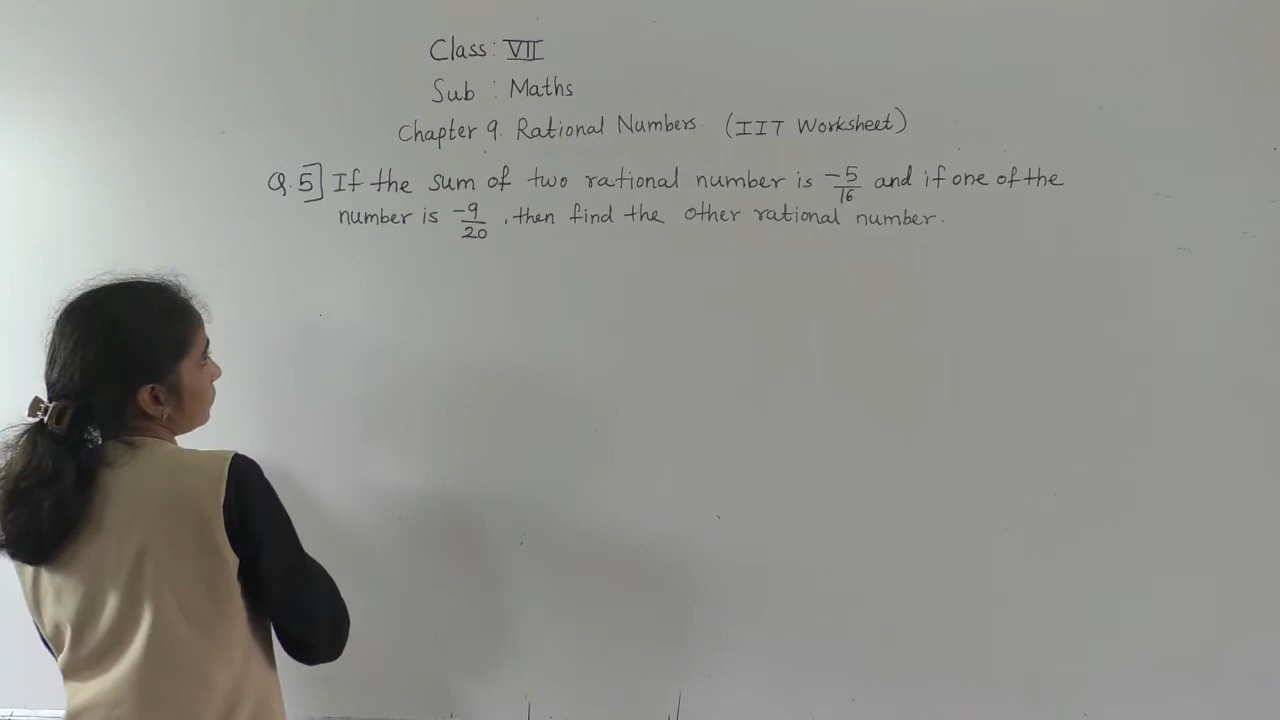 Class: VII
Sub : Maths
Chapter 9. Rational Numbers. (IIT Worksheet)
Q.5] If the sum of two rational number is -5/16 and if one of the
number is -9/20, then find the other rational number.